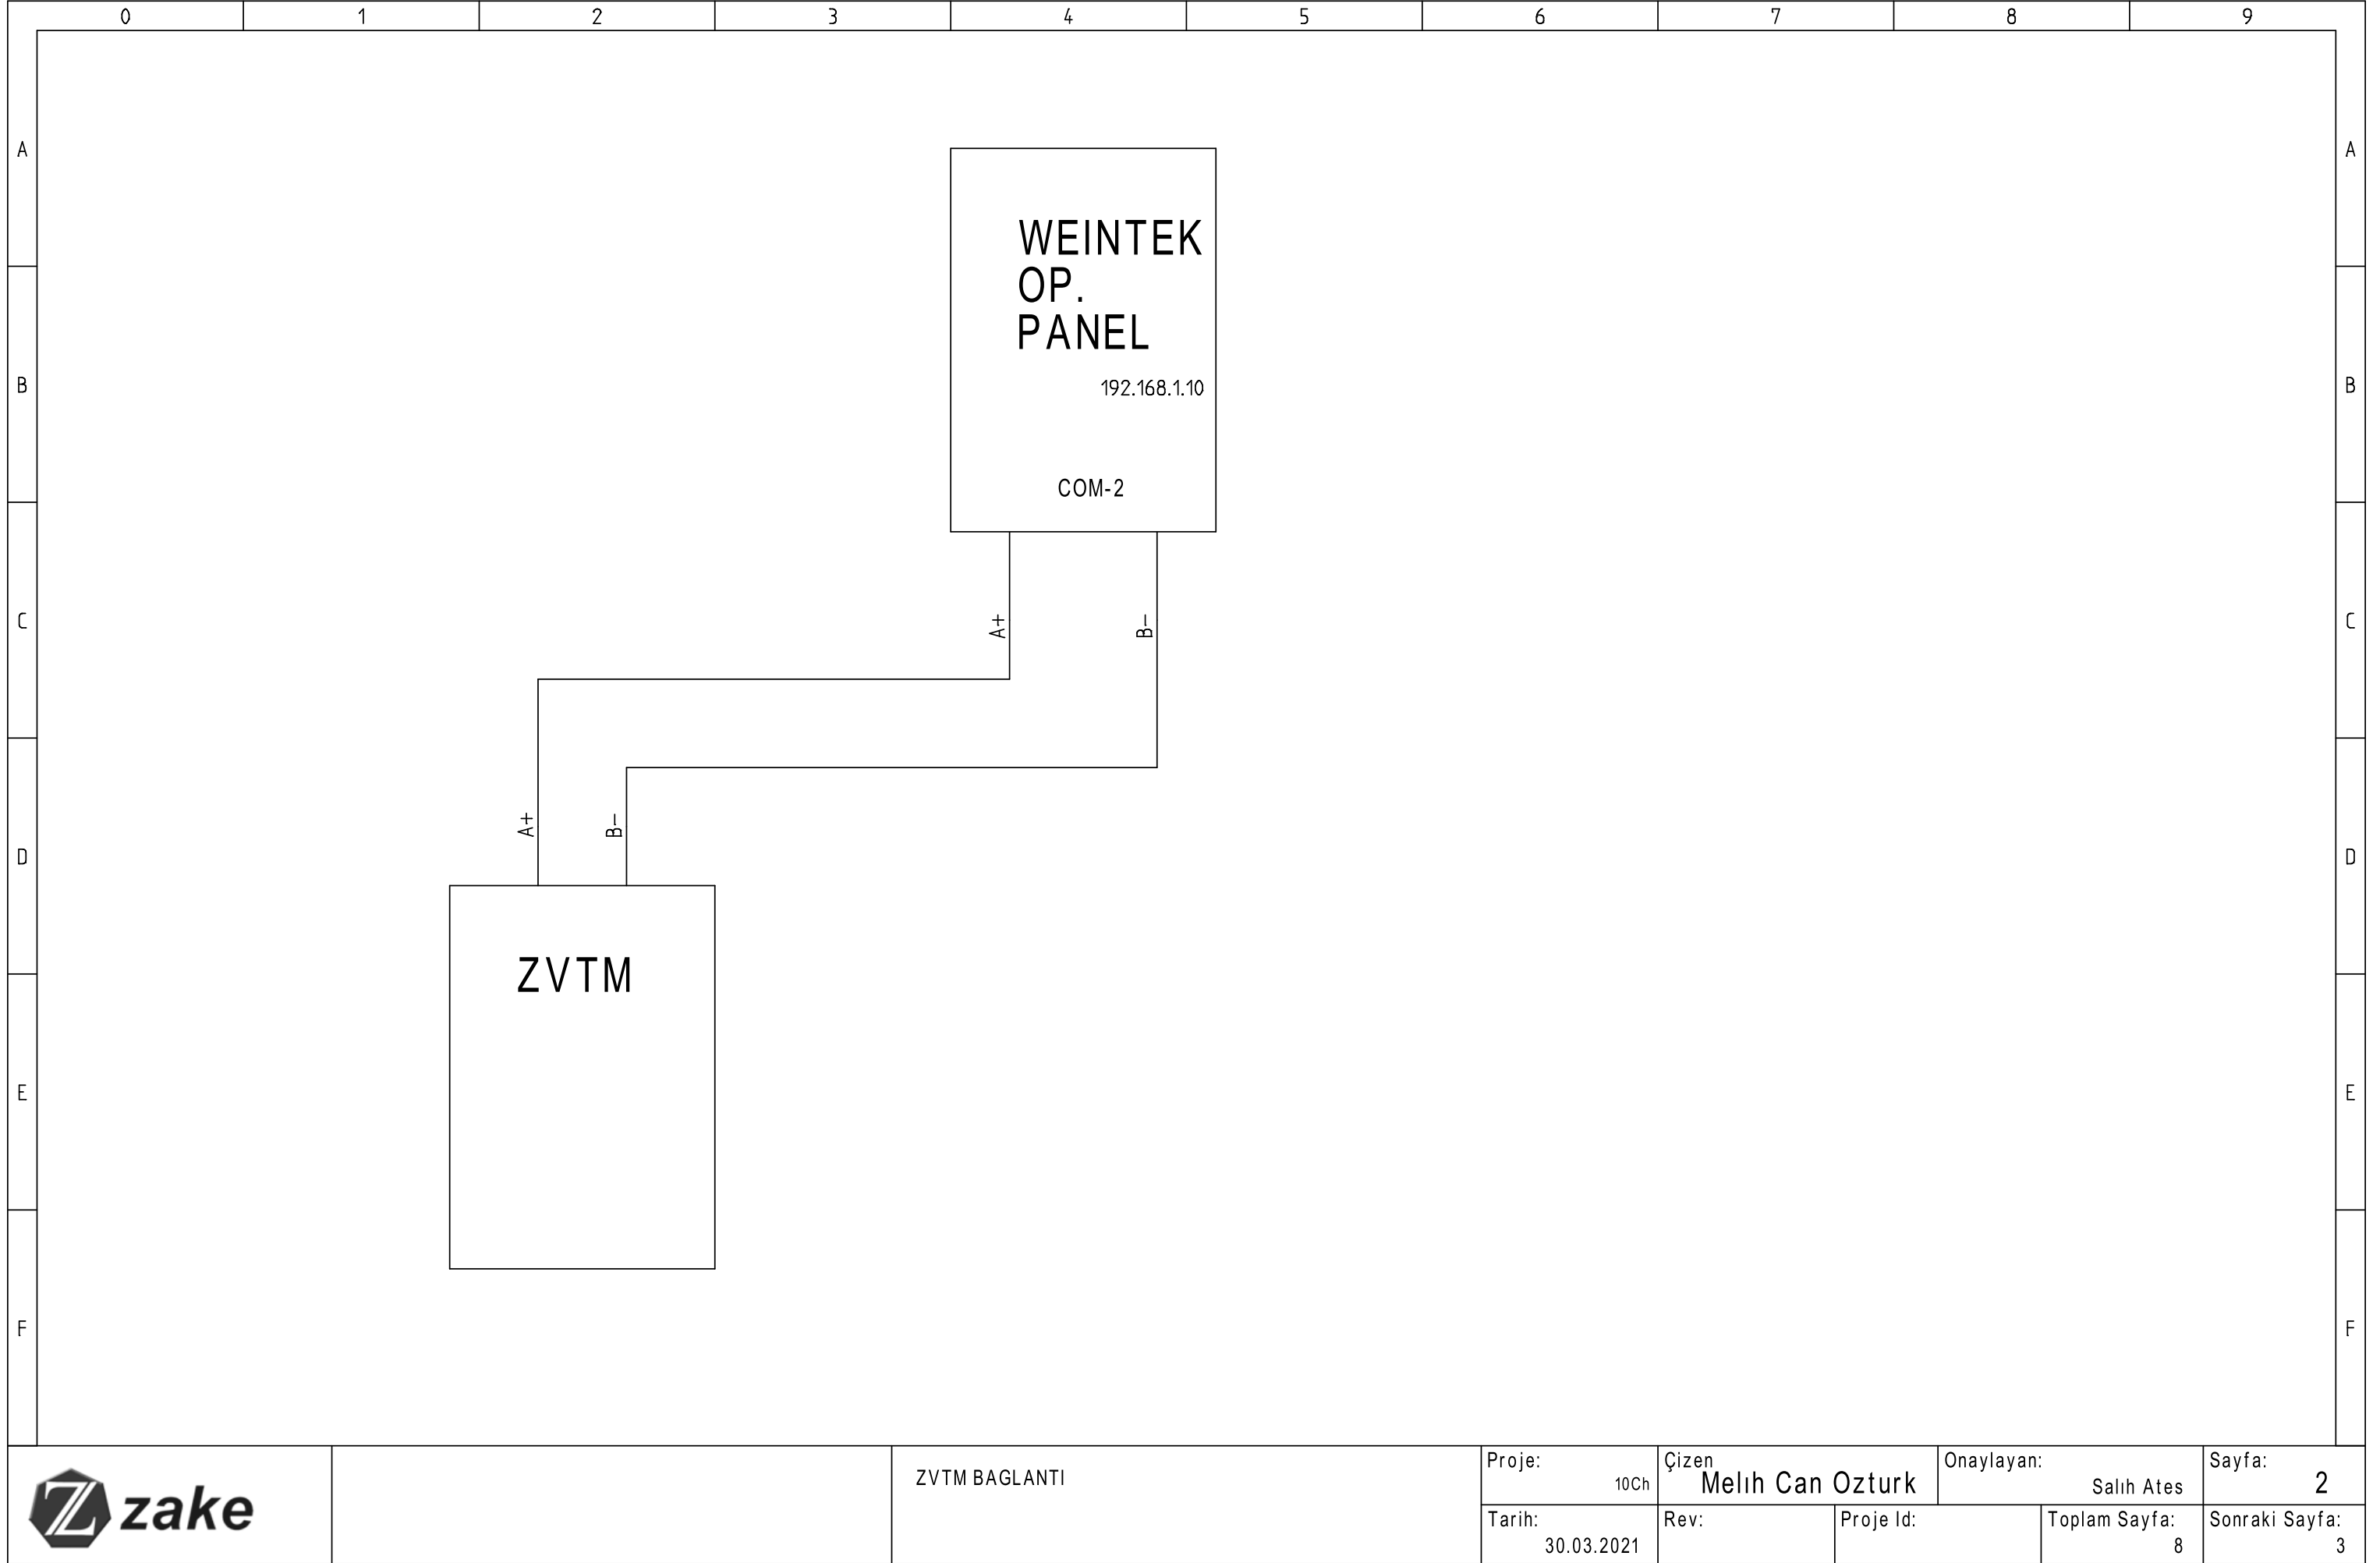 0 1 2 3 4 5 6 7 8 9
A A
WEINTEK
OP.
PANEL
192.168.1.10
B B
COM-2
C C
A+ B-
A+ B-
D D
ZVTM
E E
F F
zake
ZVTM BAGLANTI
Proje:
10Ch
Çizen
Melıh Can Ozturk
Onaylayan:
Salıh Ates
Sayfa:
2
Tarih:
30.03.2021
Rev:
Proje Id:
Toplam Sayfa:
8
Sonraki Sayfa:
3